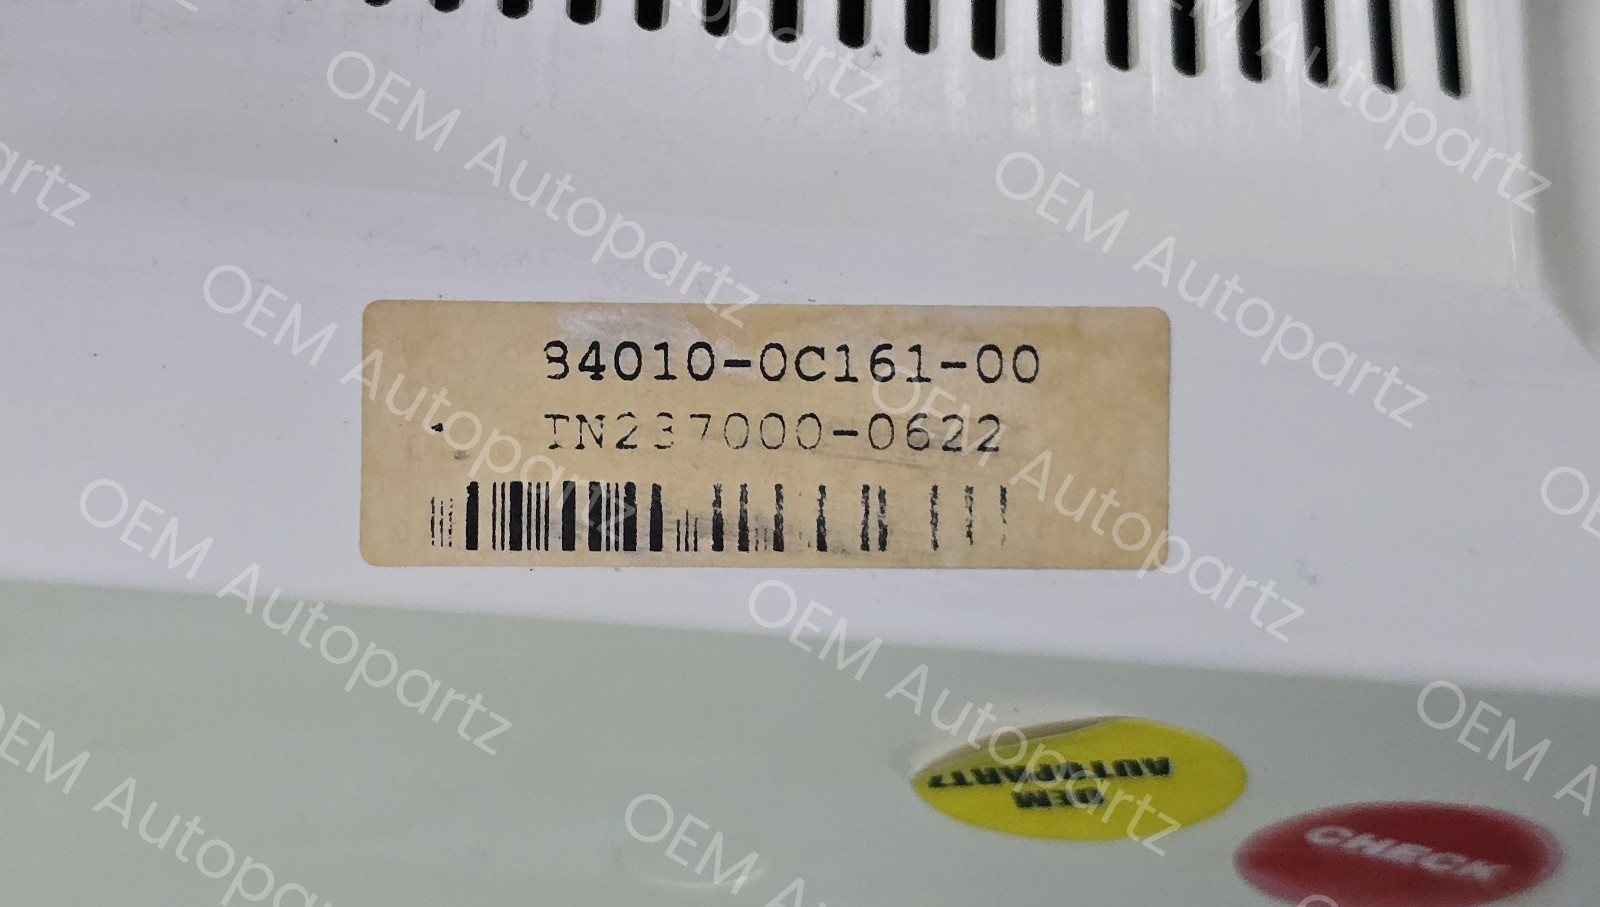 84010-0C161-00
TN237000-0622
OEM
AUTOPARTZ
CHECK
OEM Autopartz